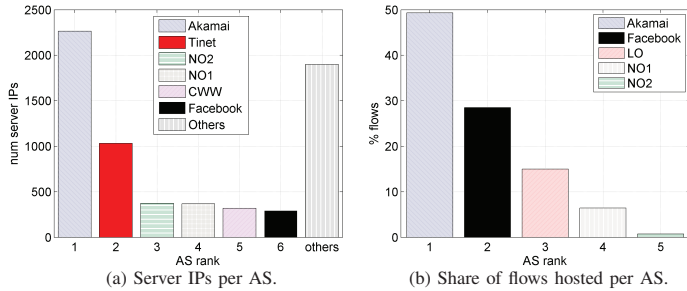 2500
2000
1500
1000
500
0
num server IPs
Akamai
Tinet
NO2
NO1
CWW
Facebook
Others
1 2 3 4 5 6 others
AS rank
(a) Server IPs per AS.
50
40
30
20
10
0
% flows
Akamai
Facebook
LO
NO1
NO2
1 2 3 4 5
AS rank
(b) Share of flows hosted per AS.